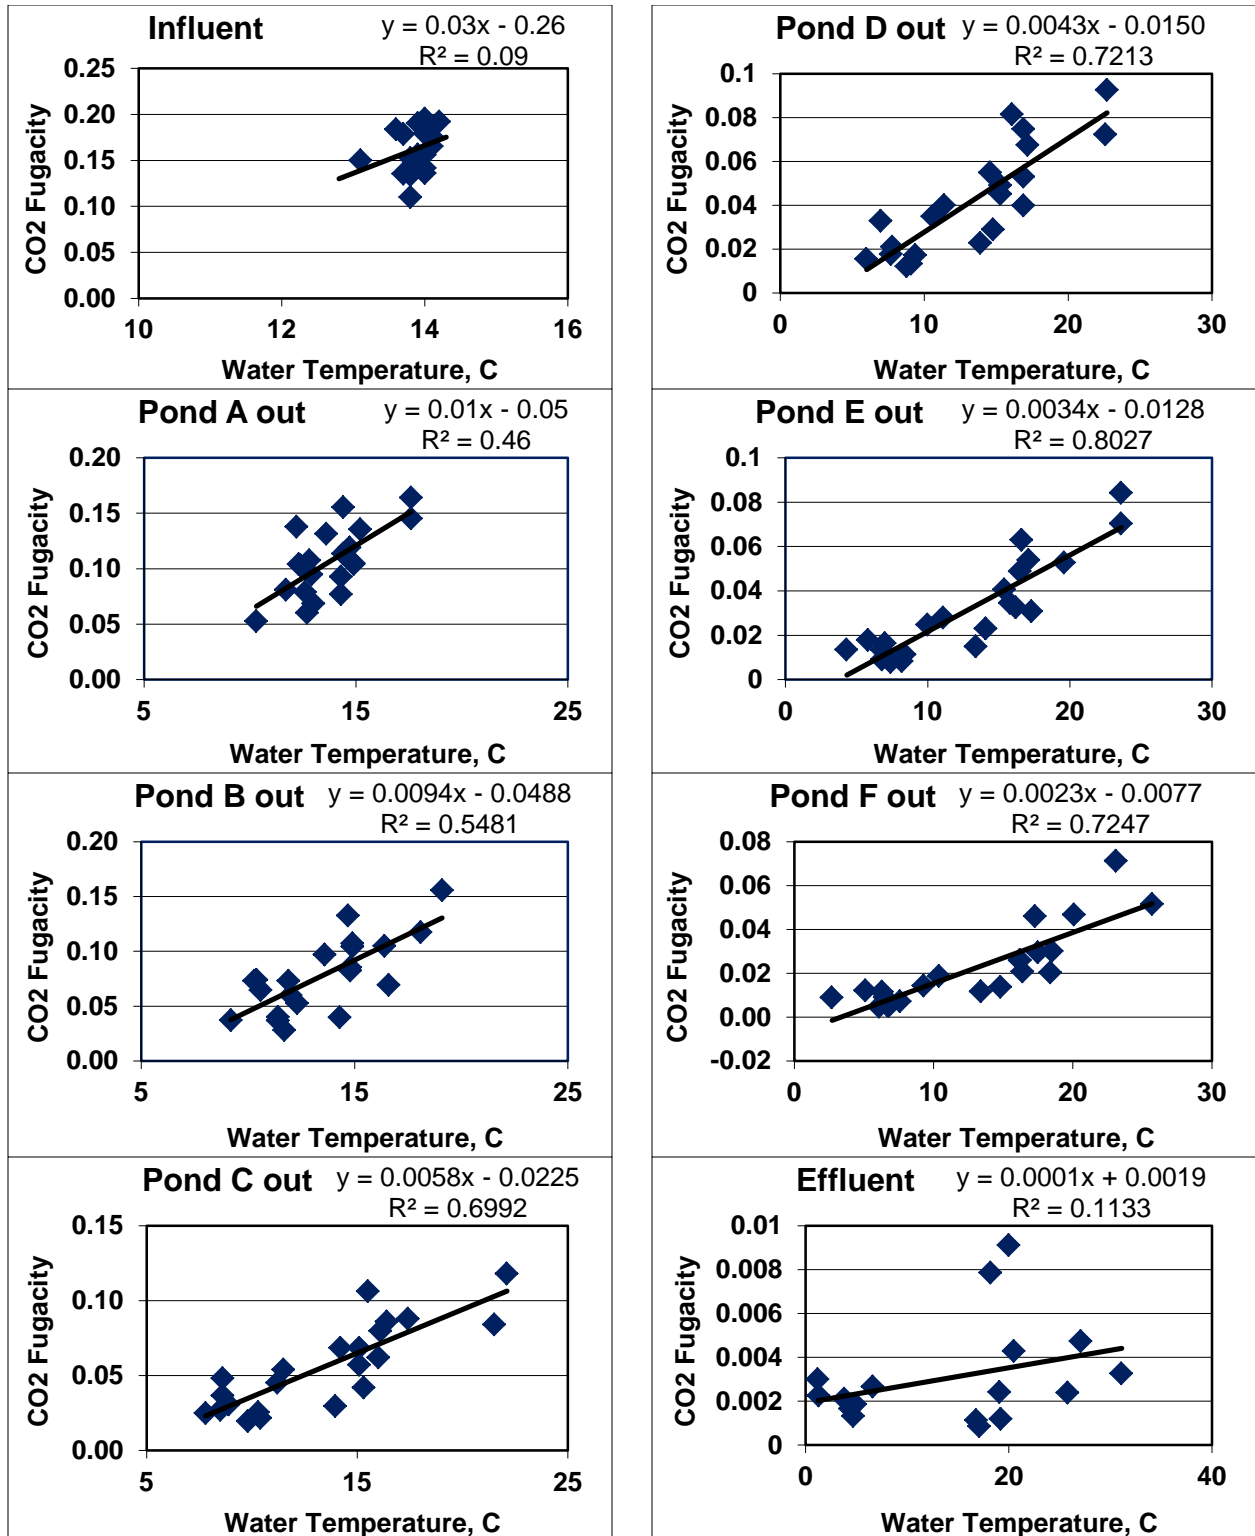 Influent y = 0.03x - 0.26
R² = 0.09
0.25
0.20
0.15
0.10
0.05
0.00
CO2 Fugacity
10 12 14 16
Water Temperature, C
Pond A out y = 0.01x - 0.05
R² = 0.46
0.20
0.15
0.10
0.05
0.00
CO2 Fugacity
5 15 25
Water Temperature, C
Pond B out y = 0.0094x - 0.0488
R² = 0.5481
0.20
0.15
0.10
0.05
0.00
CO2 Fugacity
5 15 25
Water Temperature, C
Pond C out y = 0.0058x - 0.0225
R² = 0.6992
0.15
0.10
0.05
0.00
CO2 Fugacity
5 15 25
Water Temperature, C
Pond D out y = 0.0043x - 0.0150
R² = 0.7213
0.1
0.08
0.06
0.04
0.02
0
CO2 Fugacity
0 10 20 30
Water Temperature, C
Pond E out y = 0.0034x - 0.0128
R² = 0.8027
0.1
0.08
0.06
0.04
0.02
0
CO2 Fugacity
0 10 20 30
Water Temperature, C
Pond F out y = 0.0023x - 0.0077
R² = 0.7247
0.08
0.06
0.04
0.02
0.00
-0.02
CO2 Fugacity
0 10 20 30
Water Temperature, C
Effluent y = 0.0001x + 0.0019
R² = 0.1133
0.01
0.008
0.006
0.004
0.002
0
CO2 Fugacity
0 20 40
Water Temperature, C